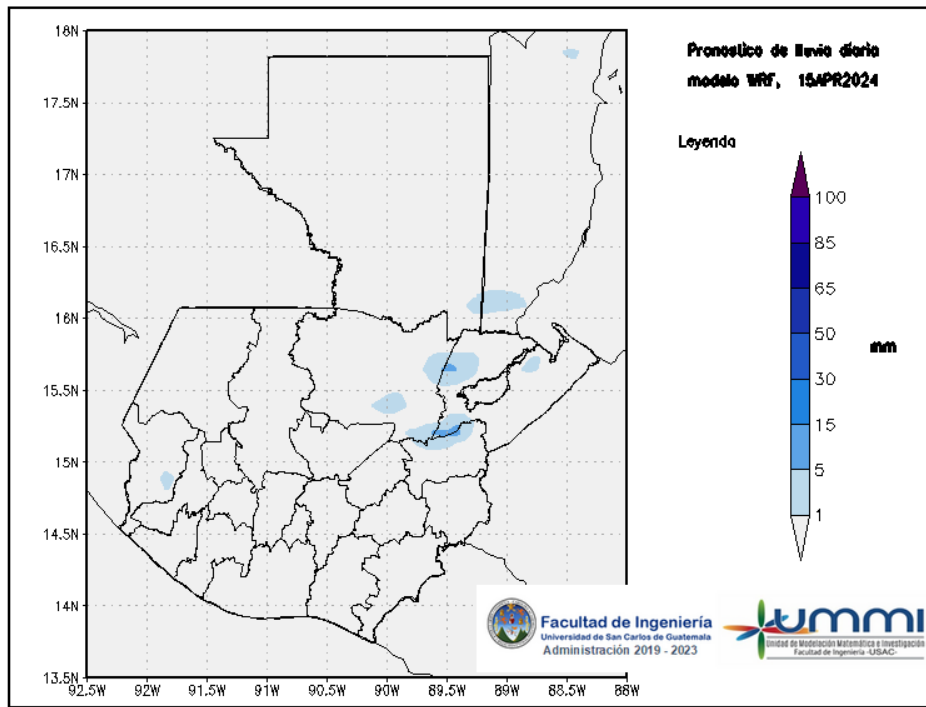 Pronostico de lluvia diaria
modelo WRF, 15APR2024
Leyenda
100
85
65
50
30
15
5
1
mm
18N
17.5N
17N
16.5N
16N
15.5N
15N
14.5N
14N
13.5N
92.5W 92W 91.5W 91W 90.5W 90W 89.5W 89W 88.5W 88W
Facultad de Ingeniería
Universidad de San Carlos de Guatemala
Administración 2019 - 2023
ummi
Unidad de Modelación Matemática e Investigación
Facultad de Ingeniería -USAC-